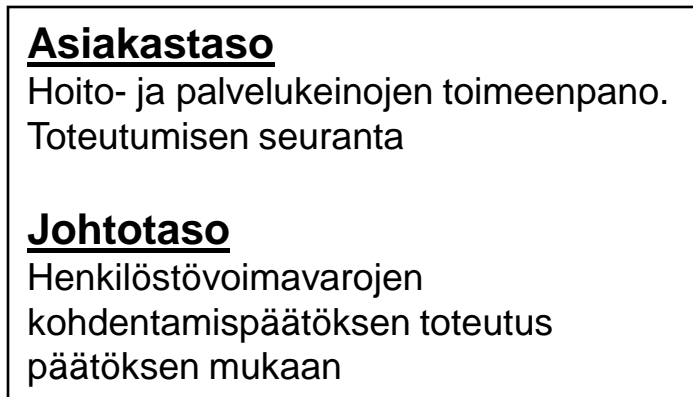 Asiakastaso
Hoito- ja palvelukeinojen toimeenpano.
Toteutumisen seuranta
Johtotaso
Henkilöstövoimavarojen
kohdentamispäätöksen toteutus
päätöksen mukaan